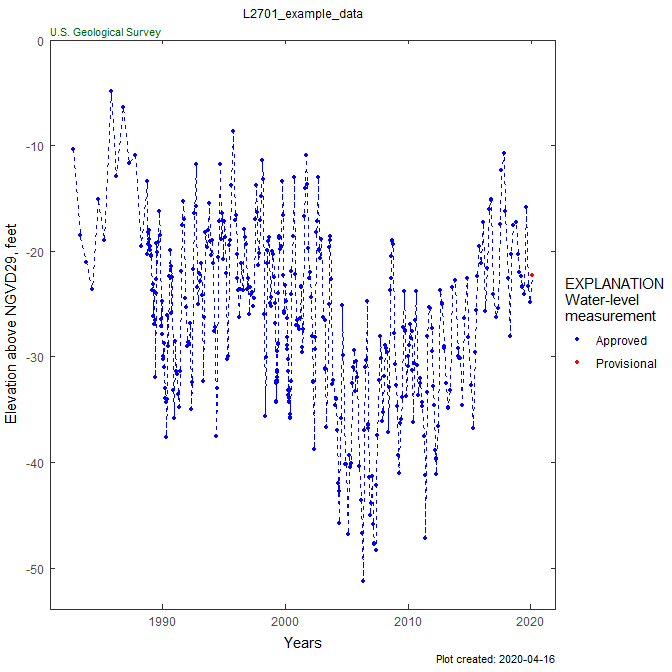 L2701_example_data
U.S. Geological Survey
0
-10
-20
-30
-40
-50
Elevation above NGVD29, feet
1990
2000
2010
2020
Years
EXPLANATION
Water-level
measurement
Approved
Provisional
Plot created: 2020-04-16